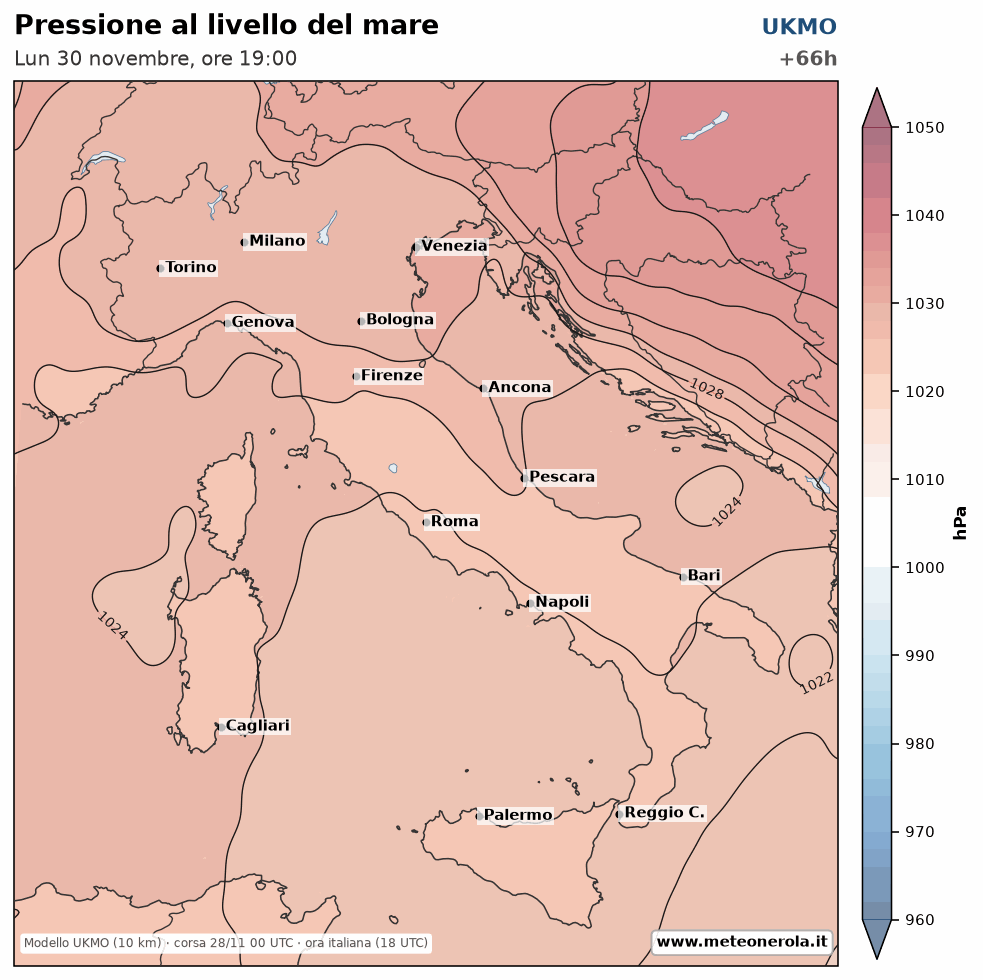 Pressione al livello del mare
UKMO
Lun 30 novembre, ore 19:00
+66h
Milano
Venezia
Torino
Genova
Bologna
Firenze
Ancona
1028
Pescara
1024
Roma
Bari
Napoli
1024
1022
Cagliari
Palermo
Reggio C.
Modello UKMO (10 km) · corsa 28/11 00 UTC · ora italiana (18 UTC)
www.meteonerola.it
1050
1040
1030
1020
1010
1000
990
980
970
960
hPa